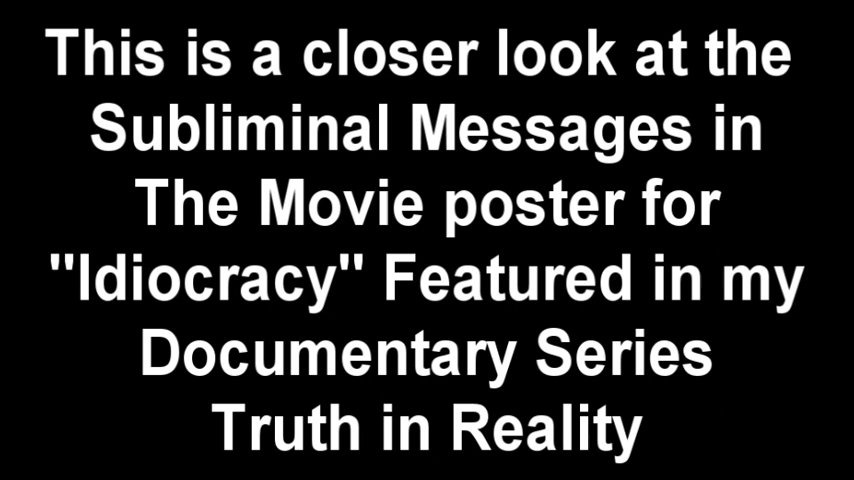 This is a closer look at the
Subliminal Messages in
The Movie poster for
"Idiocracy" Featured in my
Documentary Series
Truth in Reality